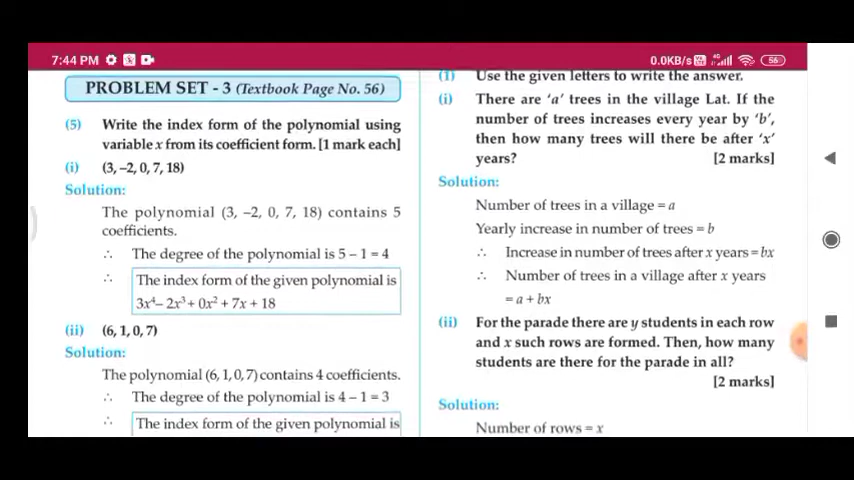 7:44 PM
0.0KB/s
56
PROBLEM SET - 3 (Textbook Page No. 56)
(5) Write the index form of the polynomial using
variable x from its coefficient form. [1 mark each]
(i) (3, –2, 0, 7, 18)
Solution:
The polynomial (3, –2, 0, 7, 18) contains 5
coefficients.
∴ The degree of the polynomial is 5 – 1 = 4
∴ The index form of the given polynomial is
3x⁴– 2x³ + 0x² + 7x + 18
(ii) (6, 1, 0, 7)
Solution:
The polynomial (6, 1, 0, 7) contains 4 coefficients.
∴ The degree of the polynomial is 4 – 1 = 3
∴ The index form of the given polynomial is
(1) Use the given letters to write the answer.
(i) There are ‘a’ trees in the village Lat. If the
number of trees increases every year by ‘b’,
then how many trees will there be after ‘x’
years? [2 marks]
Solution:
Number of trees in a village = a
Yearly increase in number of trees = b
∴ Increase in number of trees after x years = bx
∴ Number of trees in a village after x years
= a + bx
(ii) For the parade there are y students in each row
and x such rows are formed. Then, how many
students are there for the parade in all?
[2 marks]
Solution:
Number of rows = x